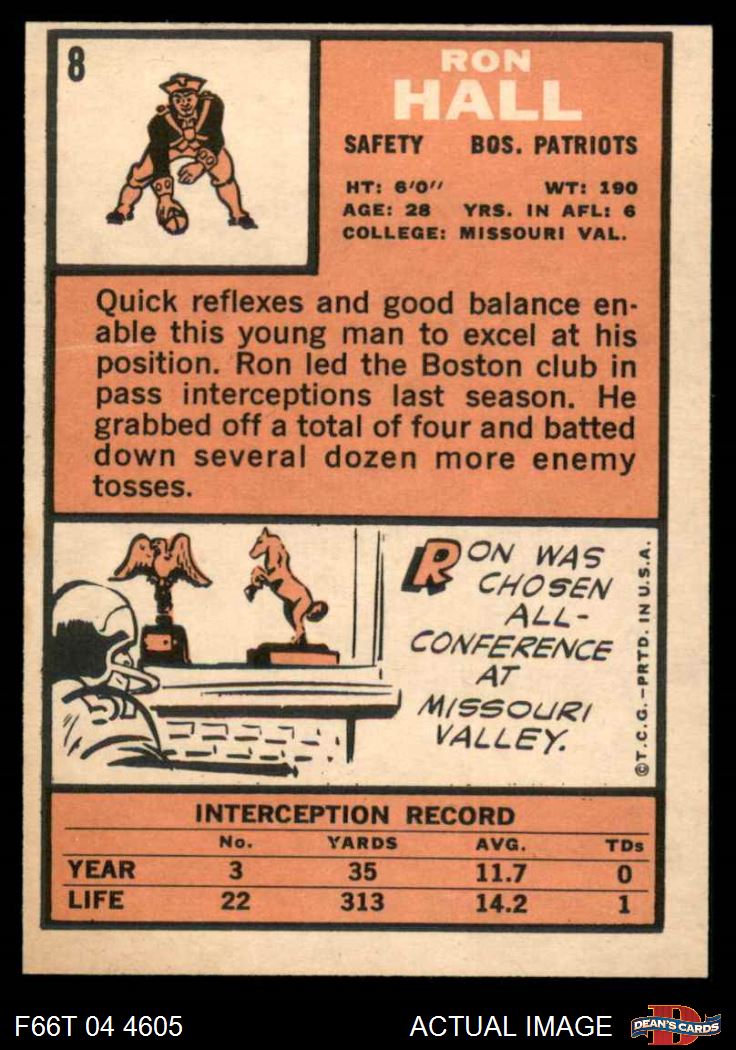 8
RON
HALL
SAFETY BOS. PATRIOTS
HT: 6'0" WT: 190
AGE: 28 YRS. IN AFL: 6
COLLEGE: MISSOURI VAL.
Quick reflexes and good balance en-
able this young man to excel at his
position. Ron led the Boston club in
pass interceptions last season. He
grabbed off a total of four and batted
down several dozen more enemy
tosses.
RON WAS
CHOSEN
ALL-
CONFERENCE
AT
MISSOURI
VALLEY.
©T.C.G.—PRTD. IN U.S.A.
INTERCEPTION RECORD
No. YARDS AVG. TDs
YEAR 3 35 11.7 0
LIFE 22 313 14.2 1
F66T 04 4605 ACTUAL IMAGE
D
DEAN'S CARDS